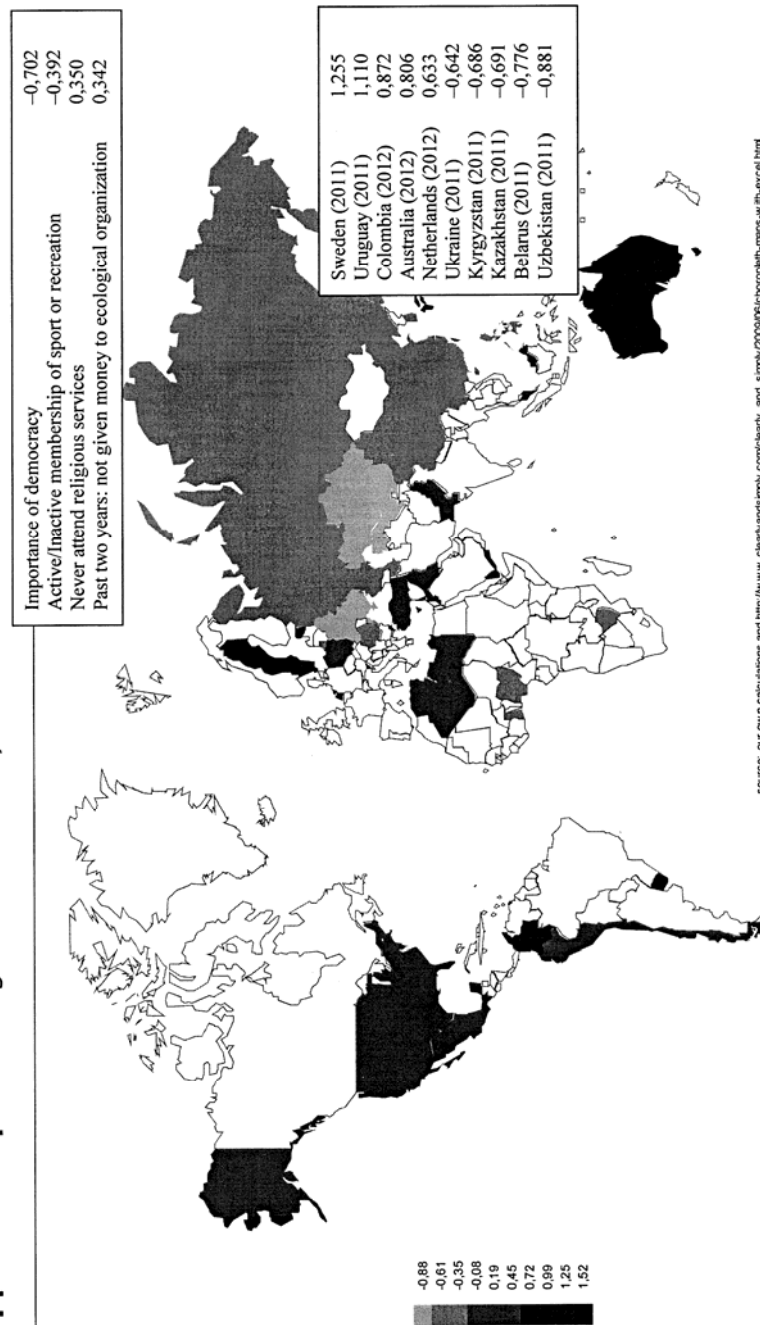 Importance of democracy −0,702
Active/Inactive membership of sport or recreation −0,392
Never attend religious services 0,350
Past two years: not given money to ecological organization 0,342
Sweden (2011) 1,255
Uruguay (2011) 1,110
Colombia (2012) 0,872
Australia (2012) 0,806
Netherlands (2012) 0,633
Ukraine (2011) −0,642
Kyrgyzstan (2011) −0,686
Kazakhstan (2011) −0,691
Belarus (2011) −0,776
Uzbekistan (2011) −0,881
-0,88
-0,61
-0,35
-0,08
0,19
0,45
0,72
0,99
1,25
1,52